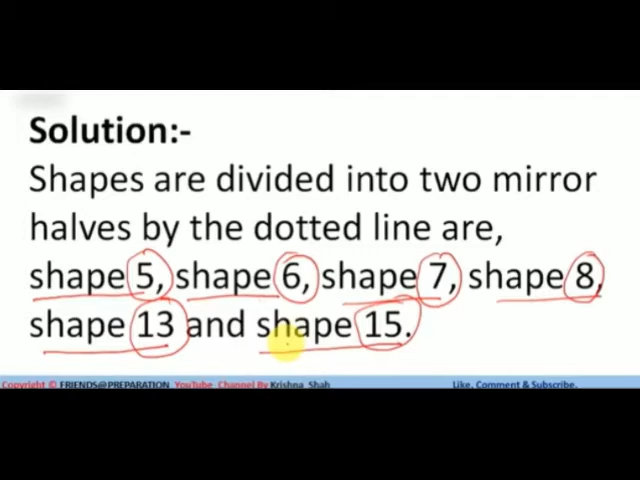 Solution:-
Shapes are divided into two mirror
halves by the dotted line are,
shape 5, shape 6, shape 7, shape 8,
shape 13 and shape 15.
Copyright © FRIENDS@PREPARATION YouTube Channel By Krishna Shah Like, Comment & Subscribe.